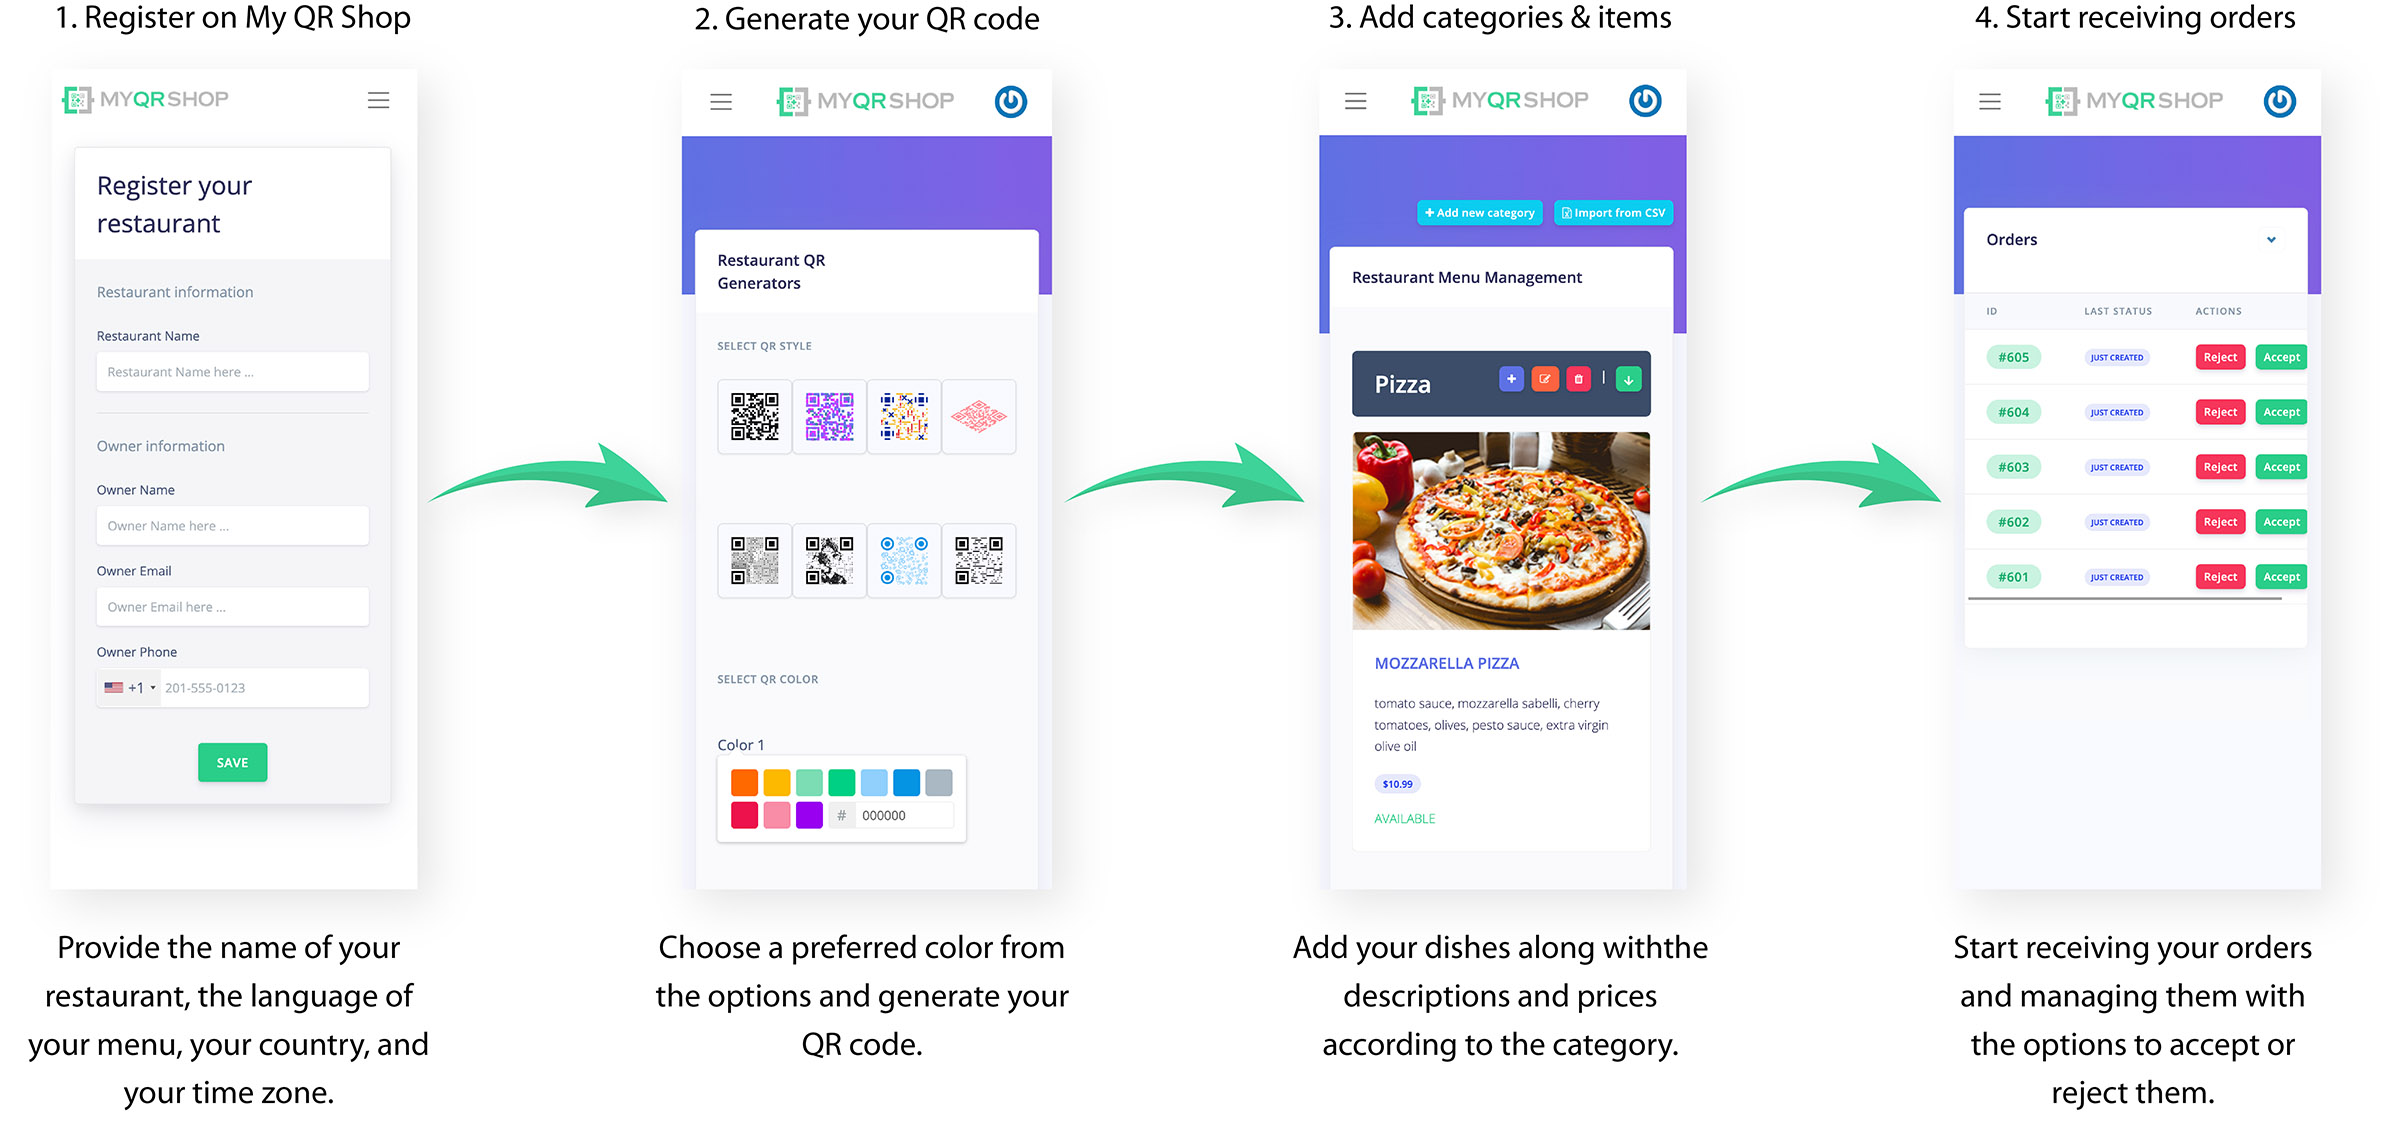 1. Register on My QR Shop
MYQRSHOP
Register your
restaurant
Restaurant information
Restaurant Name
Restaurant Name here ...
Owner information
Owner Name
Owner Name here ...
Owner Email
Owner Email here ...
Owner Phone
+1 201-555-0123
SAVE
Provide the name of your
restaurant, the language of
your menu, your country, and
your time zone.
2. Generate your QR code
MYQRSHOP
Restaurant QR
Generators
SELECT QR STYLE
SELECT QR COLOR
Color 1
# 000000
Choose a preferred color from
the options and generate your
QR code.
3. Add categories & items
MYQRSHOP
+ Add new category Import from CSV
Restaurant Menu Management
Pizza
MOZZARELLA PIZZA
tomato sauce, mozzarella sabelli, cherry
tomatoes, olives, pesto sauce, extra virgin
olive oil
$10.99
AVAILABLE
Add your dishes along withthe
descriptions and prices
according to the category.
4. Start receiving orders
MYQRSHOP
Orders
ID LAST STATUS ACTIONS
#605 JUST CREATED Reject Accept
#604 JUST CREATED Reject Accept
#603 JUST CREATED Reject Accept
#602 JUST CREATED Reject Accept
#601 JUST CREATED Reject Accept
Start receiving your orders
and managing them with
the options to accept or
reject them.